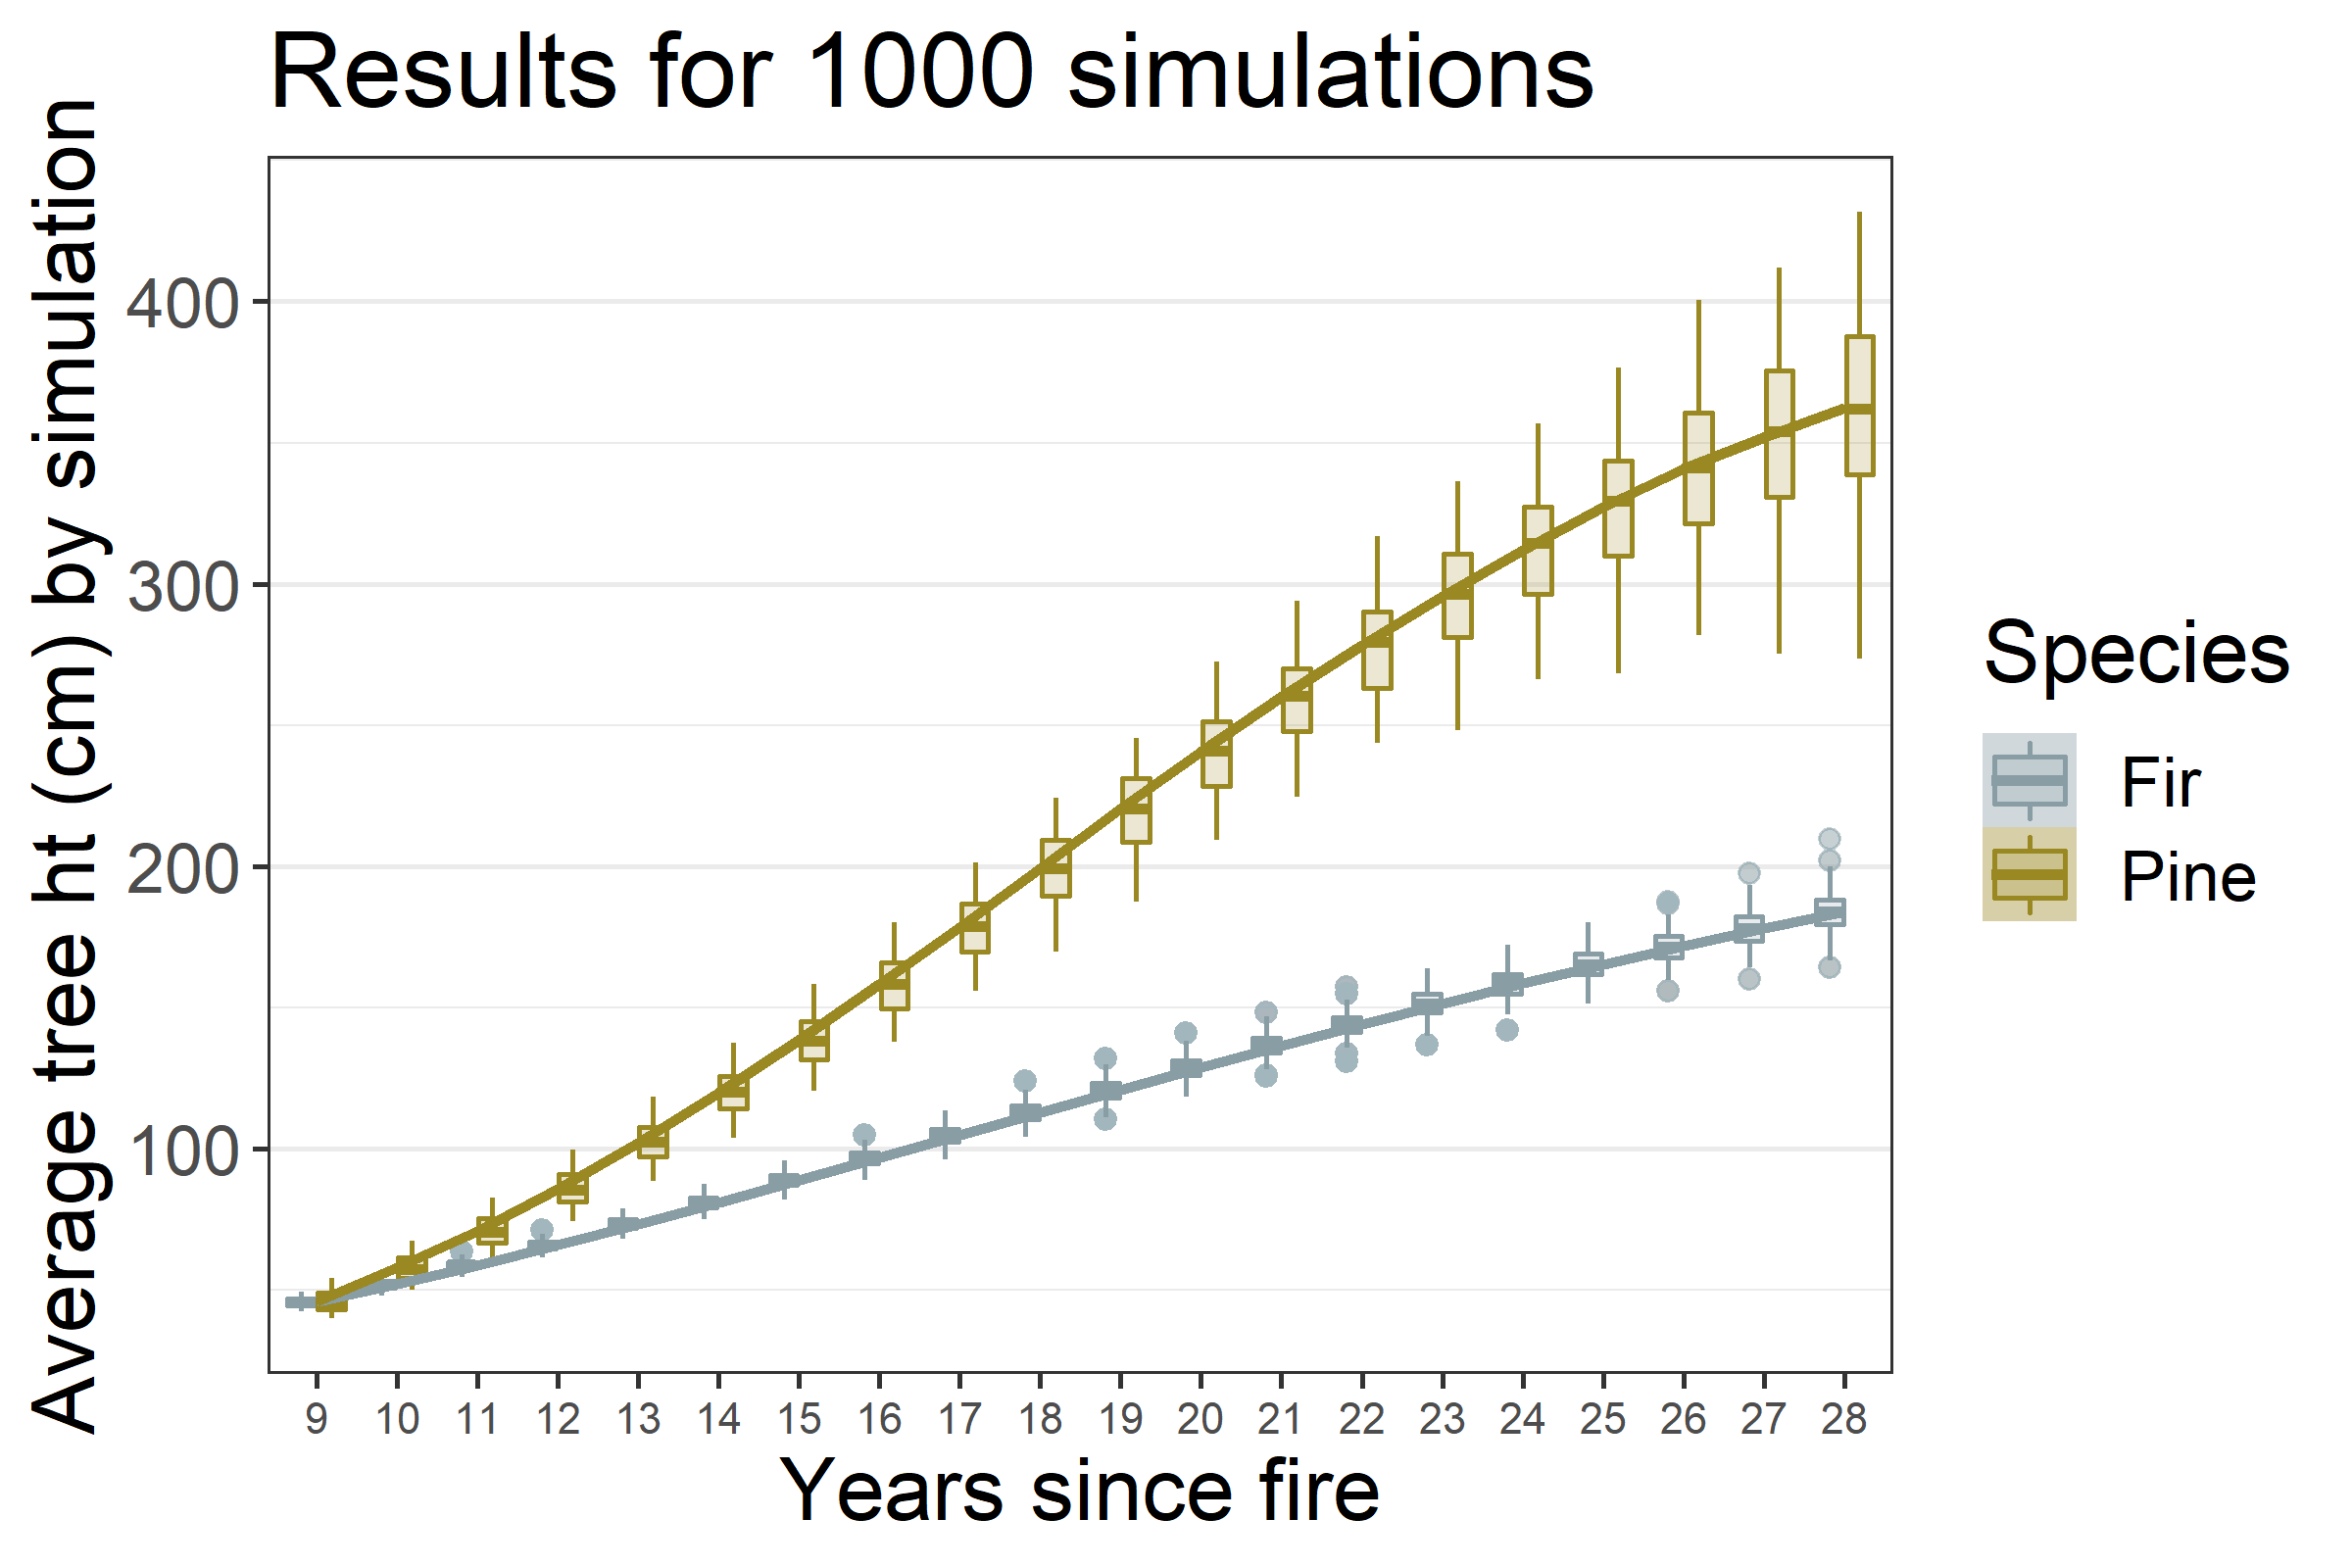 Results for 1000 simulations
Average tree ht (cm) by simulation
400
300
200
100
9 10 11 12 13 14 15 16 17 18 19 20 21 22 23 24 25 26 27 28
Years since fire
Species
Fir
Pine